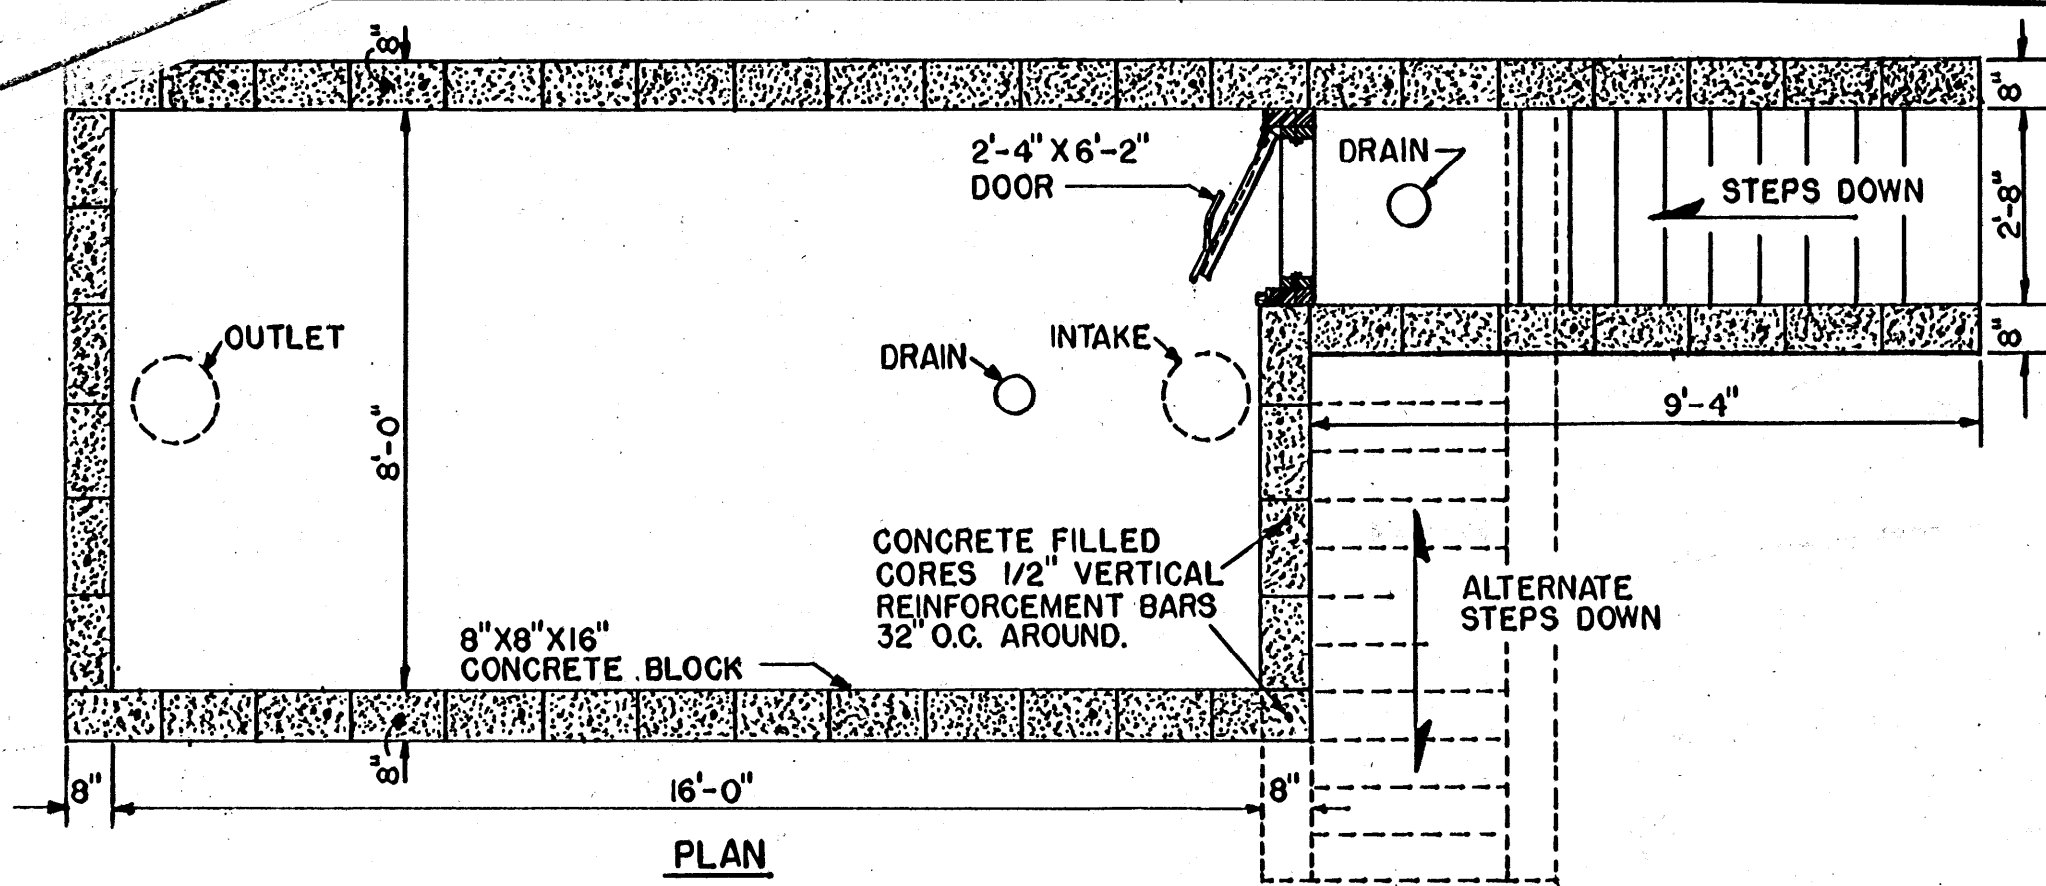 8"
8"
2'-4" X 6'-2"
DOOR
DRAIN
STEPS DOWN
2'-8"
OUTLET
INTAKE
DRAIN
8"
9'-4"
8'-0"
CONCRETE FILLED
CORES 1/2" VERTICAL
REINFORCEMENT BARS
32" O.C. AROUND.
ALTERNATE
STEPS DOWN
8"X8"X16"
CONCRETE BLOCK
8"
8"
16'-0"
8"
PLAN